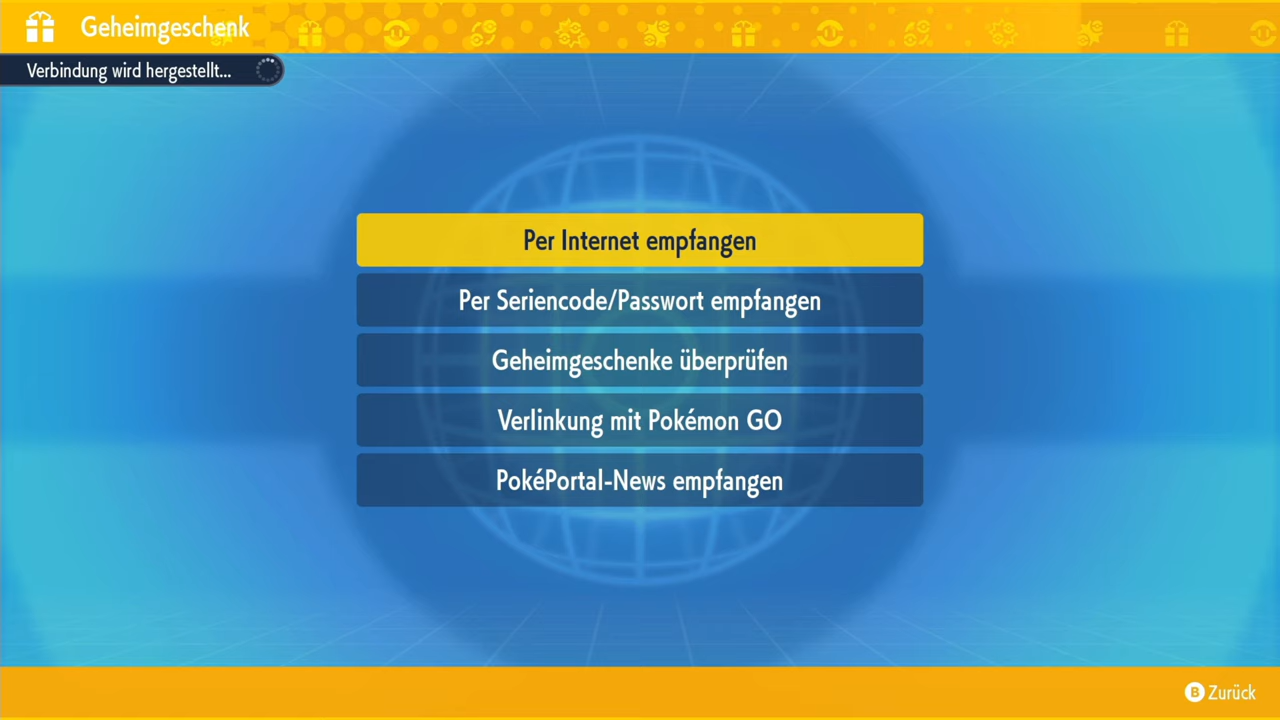 Geheimgeschenk
Verbindung wird hergestellt...
Per Internet empfangen
Per Seriencode/Passwort empfangen
Geheimgeschenke überprüfen
Verlinkung mit Pokémon GO
PokéPortal-News empfangen
B Zurück